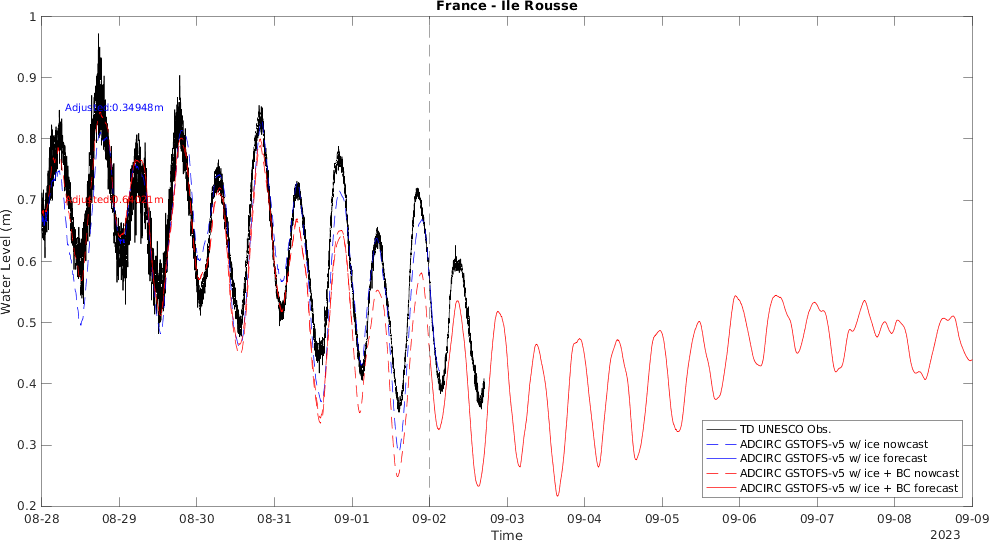 France - Ile Rousse
Water Level (m)
1
0.9
0.8
0.7
0.6
0.5
0.4
0.3
0.2
Adjusted:0.34948m
08-28
08-29
08-30
08-31
09-01
09-02
09-03
09-04
09-05
09-06
09-07
09-08
09-09
Time
2023
TD UNESCO Obs.
ADCIRC GSTOFS-v5 w/ ice nowcast
ADCIRC GSTOFS-v5 w/ ice forecast
ADCIRC GSTOFS-v5 w/ ice + BC nowcast
ADCIRC GSTOFS-v5 w/ ice + BC forecast